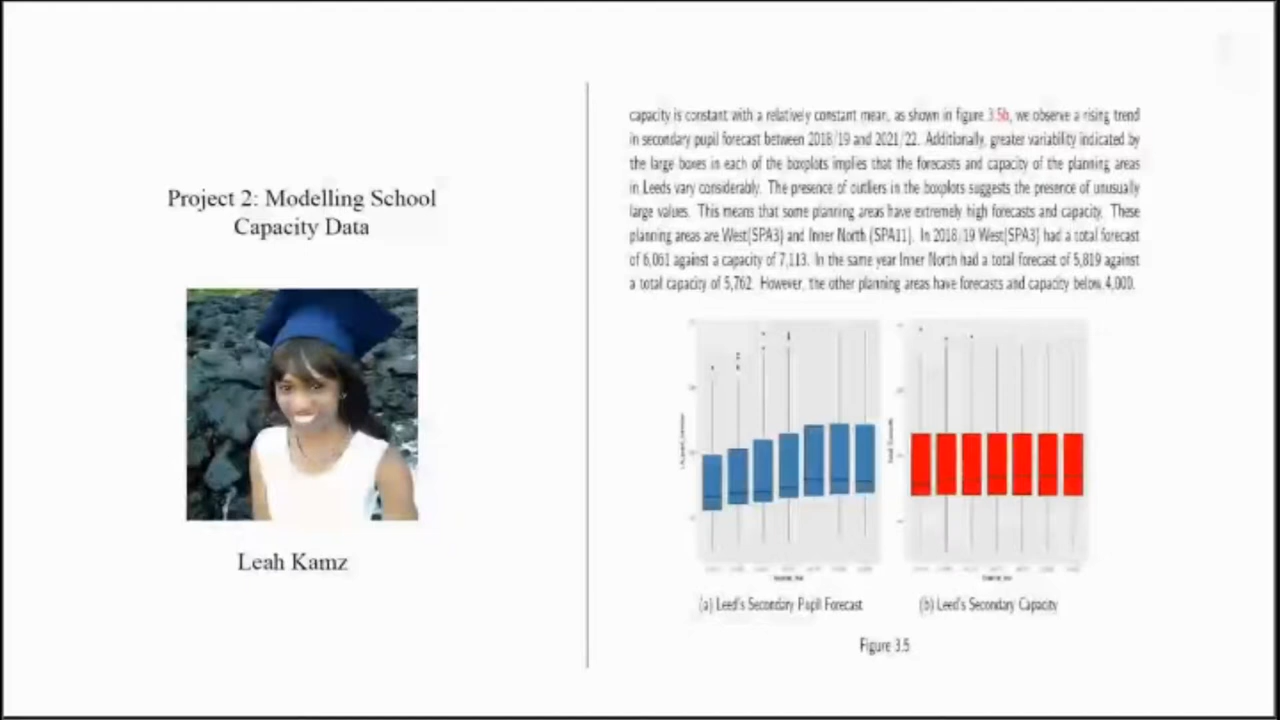 Project 2: Modelling School
Capacity Data
Leah Kamz
capacity is constant with a relatively constant mean, as shown in figure 3.5b, we observe a rising trend
in secondary pupil forecast between 2018/19 and 2021/22. Additionally, greater variability indicated by
the large boxes in each of the boxplots implies that the forecasts and capacity of the planning areas
in Leeds vary considerably. The presence of outliers in the boxplots suggests the presence of unusually
large values. This means that some planning areas have extremely high forecasts and capacity. These
planning areas are West(SPA3) and Inner North (SPA11). In 2018/19 West(SPA3) had a total forecast
of 6,061 against a capacity of 7,113. In the same year Inner North had a total forecast of 5,819 against
a total capacity of 5,762. However, the other planning areas have forecasts and capacity below 4,000.
(a) Leed's Secondary Pupil Forecast
(b) Leed's Secondary Capacity
Figure 3.5